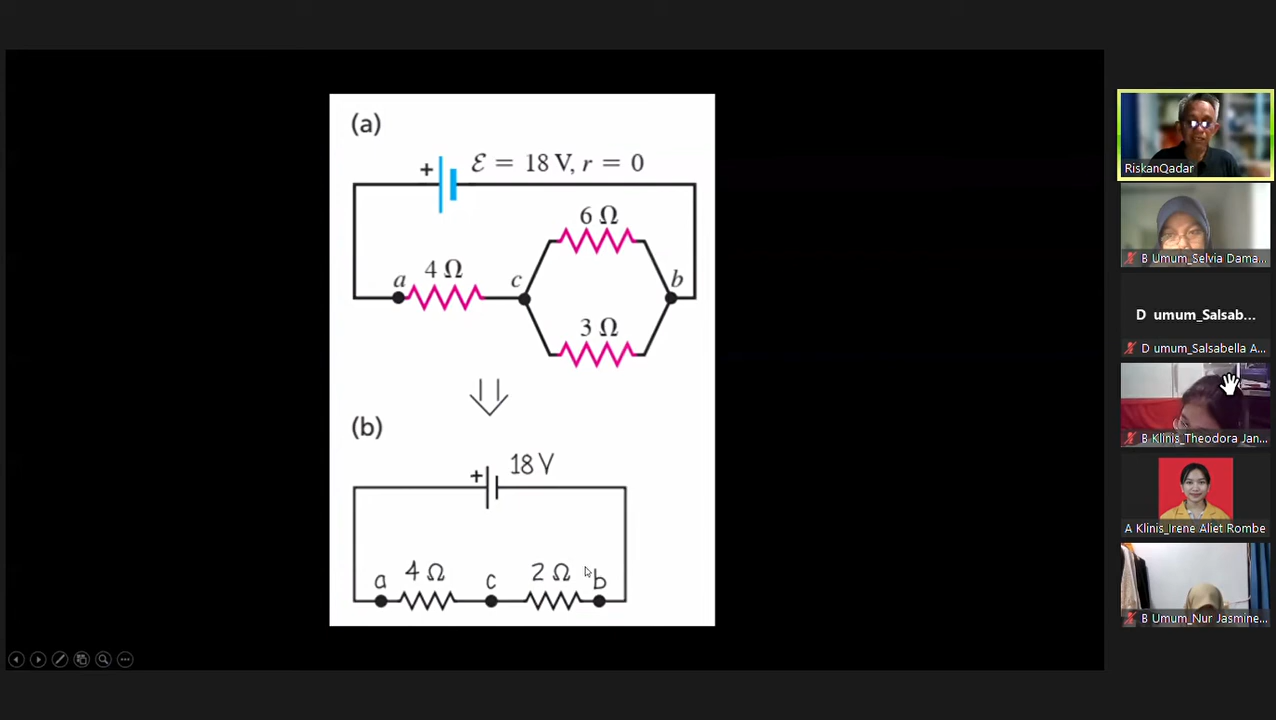 (a)
+
ℰ = 18 V, r = 0
6 Ω
4 Ω
a
c
b
3 Ω
(b)
18 V
+
4 Ω
2 Ω
a
c
b
RiskanQadar
B Umum_Selvia Dama...
D umum_Salsab...
D umum_Salsabella A...
B Klinis_Theodora Jan...
A Klinis_Irene Aliet Rombe
B Umum_Nur Jasmine...